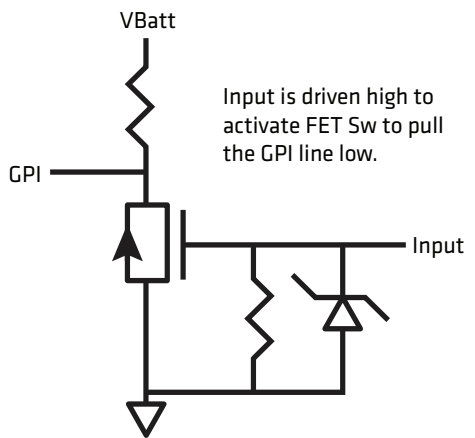 VBatt
Input is driven high to
activate FET Sw to pull
the GPI line low.
GPI
Input